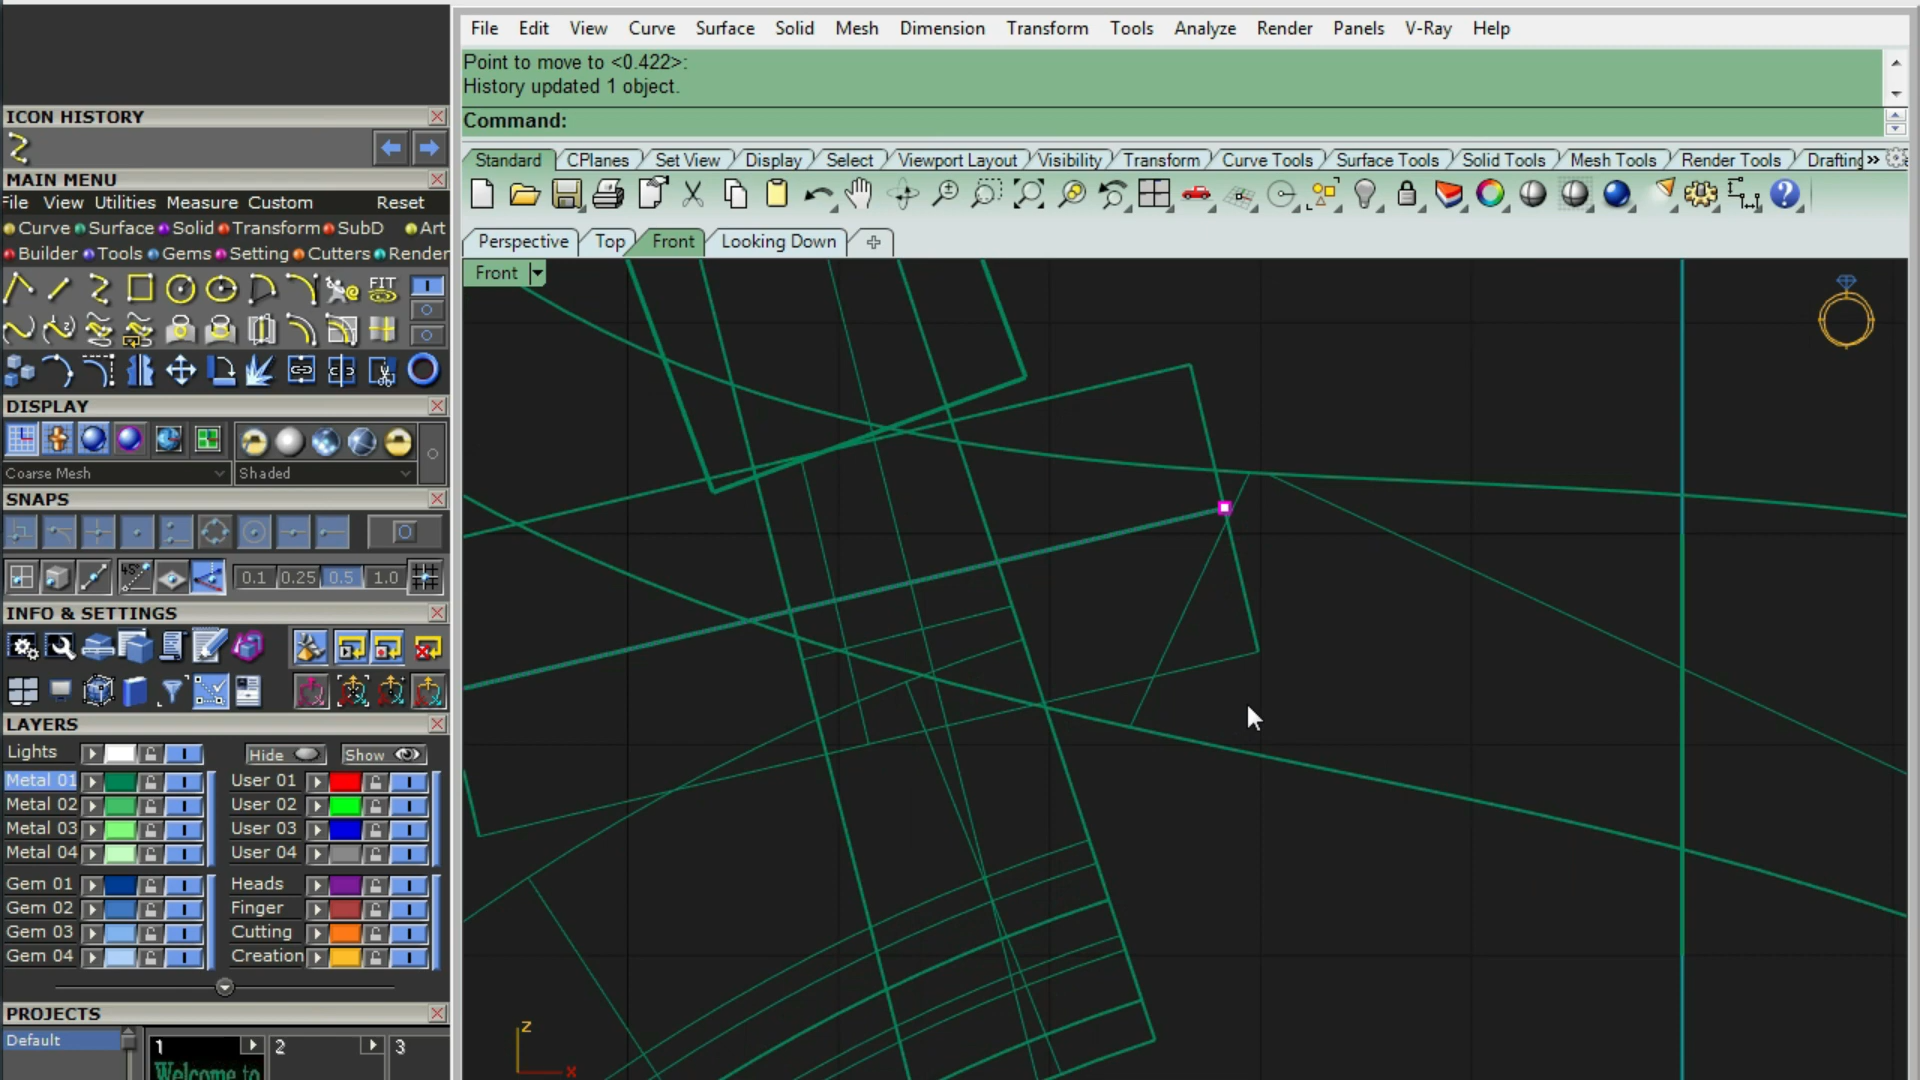 File Edit View Curve Surface Solid Mesh Dimension Transform Tools Analyze Render Panels V-Ray Help
Point to move to <0.422>:
History updated 1 object.
Command:
Standard CPlanes Set View Display Select Viewport Layout Visibility Transform Curve Tools Surface Tools Solid Tools Mesh Tools Render Tools Drafting
Perspective Top Front Looking Down
Front
ICON HISTORY
MAIN MENU
File View Utilities Measure Custom Reset
Curve Surface Solid Transform SubD Art
Builder Tools Gems Setting Cutters Render
FIT
DISPLAY
Coarse Mesh Shaded
SNAPS
45° 0.1 0.25 0.5 1.0
INFO & SETTINGS
LAYERS
Lights Hide Show
Metal 01 User 01
Metal 02 User 02
Metal 03 User 03
Metal 04 User 04
Gem 01 Heads
Gem 02 Finger
Gem 03 Cutting
Gem 04 Creation
PROJECTS
Default 1 2 3
Welcome to
z
x